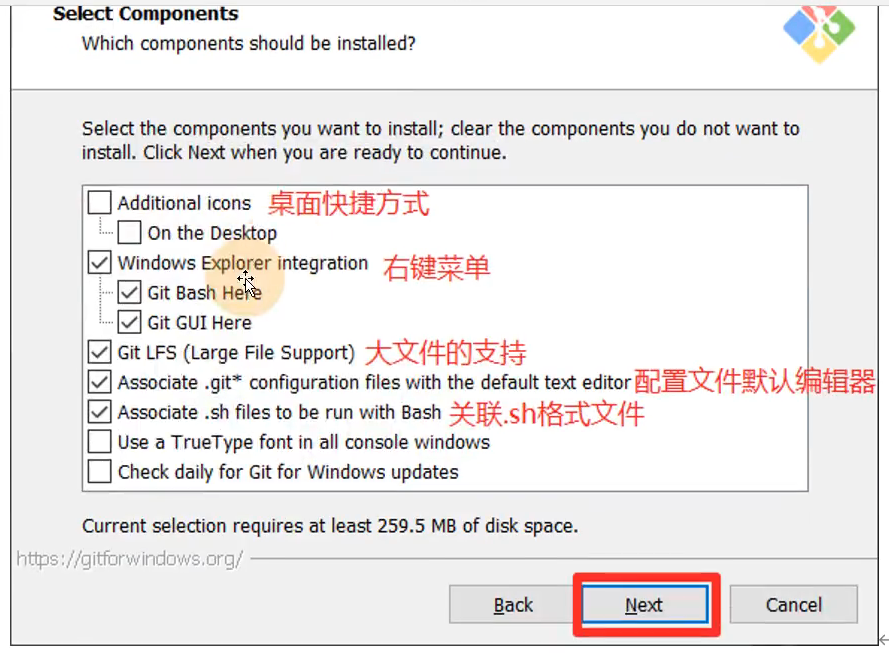 Select Components
Which components should be installed?
Select the components you want to install; clear the components you do not want to
install. Click Next when you are ready to continue.
Additional icons 桌面快捷方式
On the Desktop
Windows Explorer integration 右键菜单
Git Bash Here
Git GUI Here
Git LFS (Large File Support) 大文件的支持
Associate .git* configuration files with the default text editor 配置文件默认编辑器
Associate .sh files to be run with Bash 关联.sh格式文件
Use a TrueType font in all console windows
Check daily for Git for Windows updates
Current selection requires at least 259.5 MB of disk space.
https://gitforwindows.org/
Back Next Cancel